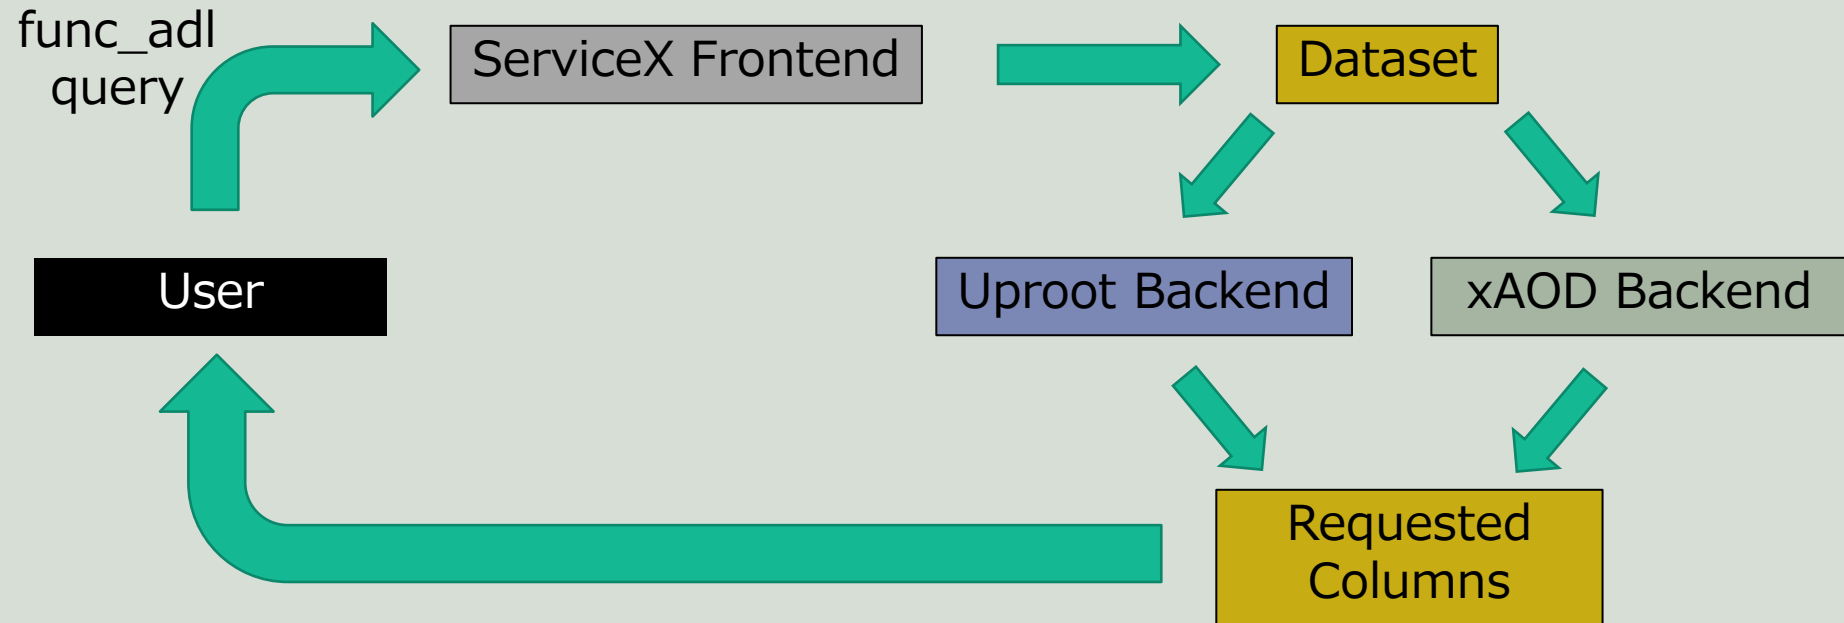 func_adl
query
ServiceX Frontend
Dataset
User
Uproot Backend
xAOD Backend
Requested
Columns